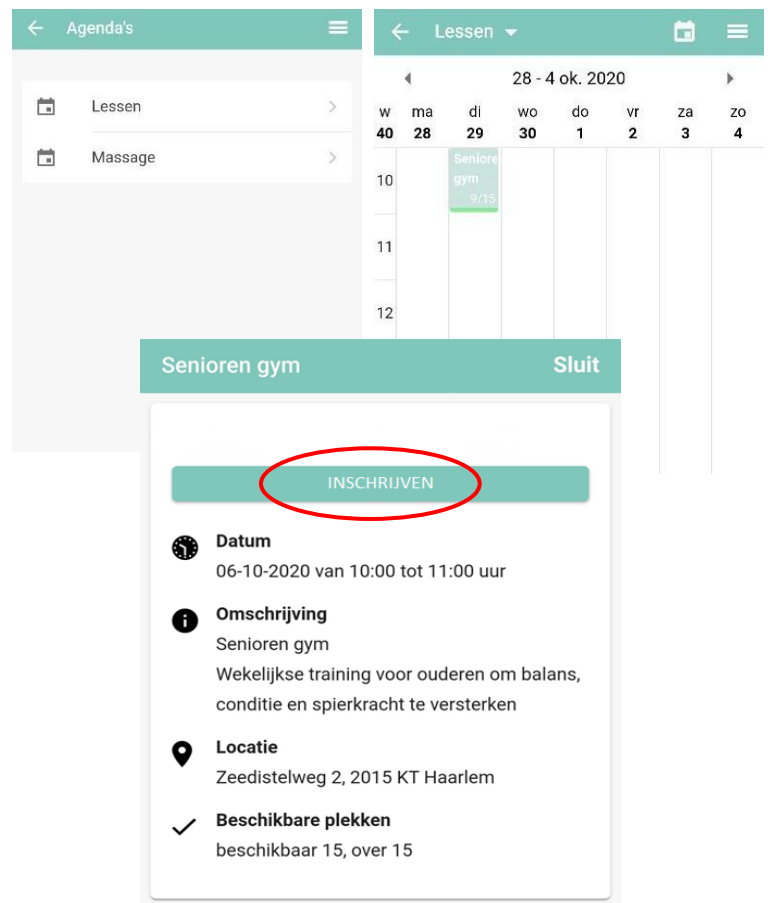 Agenda's
Lessen
Massage
Lessen
28 - 4 ok. 2020
w ma di wo do vr za zo
40 28 29 30 1 2 3 4
Seniore
10 gym
9/15
11
12
Senioren gym Sluit
INSCHRIJVEN
Datum
06-10-2020 van 10:00 tot 11:00 uur
Omschrijving
Senioren gym
Wekelijkse training voor ouderen om balans,
conditie en spierkracht te versterken
Locatie
Zeedistelweg 2, 2015 KT Haarlem
Beschikbare plekken
beschikbaar 15, over 15